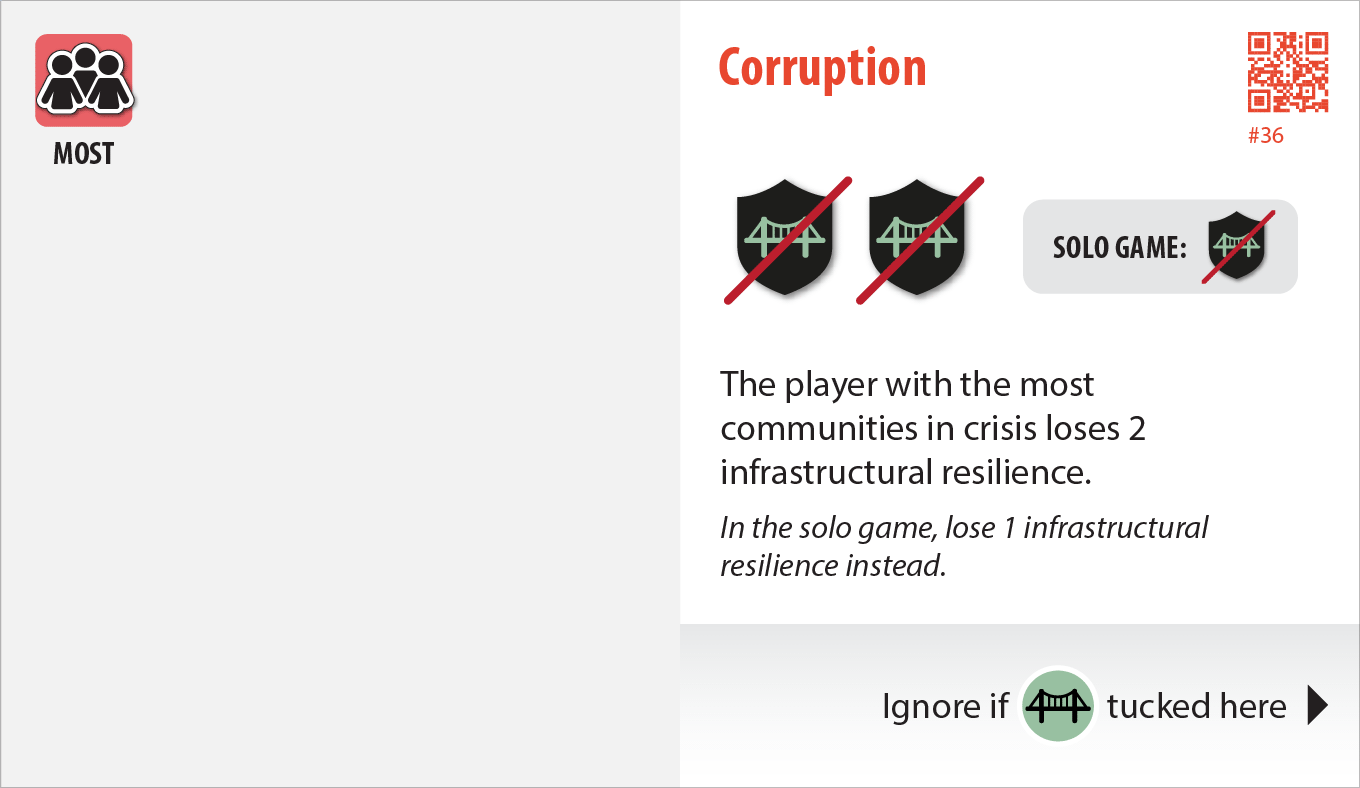 MOST
Corruption
#36
SOLO GAME:
The player with the most
communities in crisis loses 2
infrastructural resilience.
In the solo game, lose 1 infrastructural
resilience instead.
Ignore if tucked here